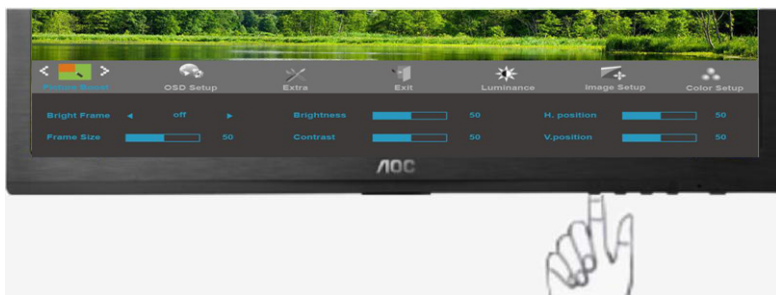 Picture Boost OSD Setup Extra Exit Luminance Image Setup Color Setup
Bright Frame off Brightness 50 H. position 50
Frame Size 50 Contrast 50 V.position 50
AOC